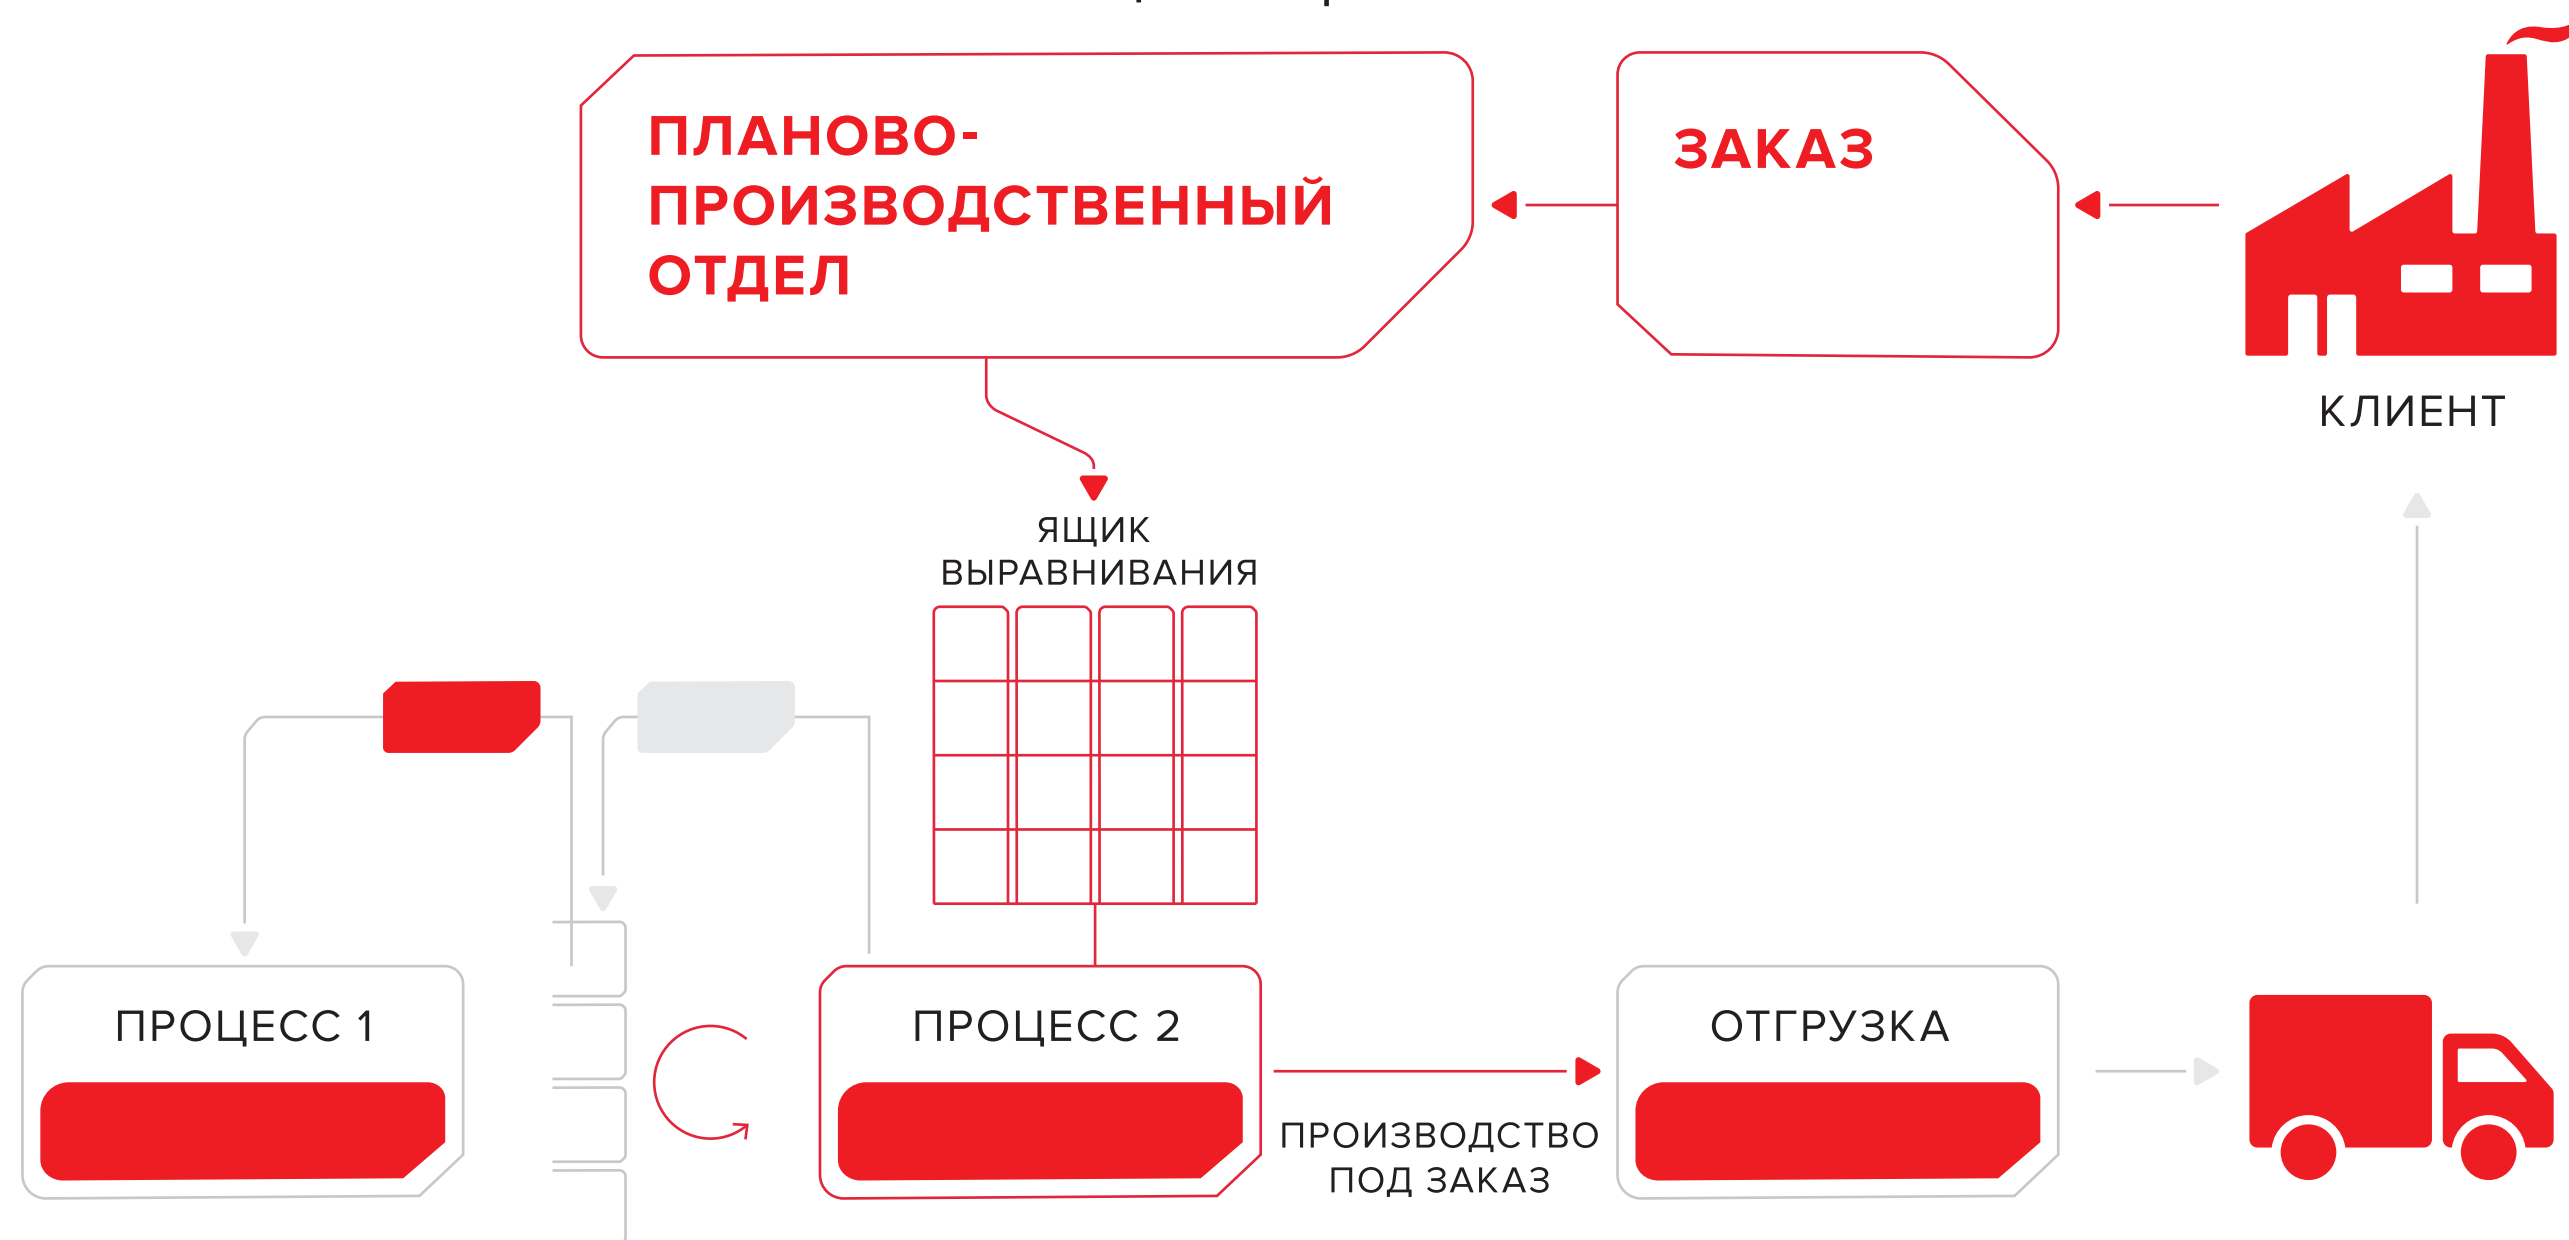 ПЛАНОВО-
ПРОИЗВОДСТВЕННЫЙ
ОТДЕЛ
ЗАКАЗ
КЛИЕНТ
ЯЩИК
ВЫРАВНИВАНИЯ
ПРОЦЕСС 1
ПРОЦЕСС 2
ПРОИЗВОДСТВО
ПОД ЗАКАЗ
ОТГРУЗКА